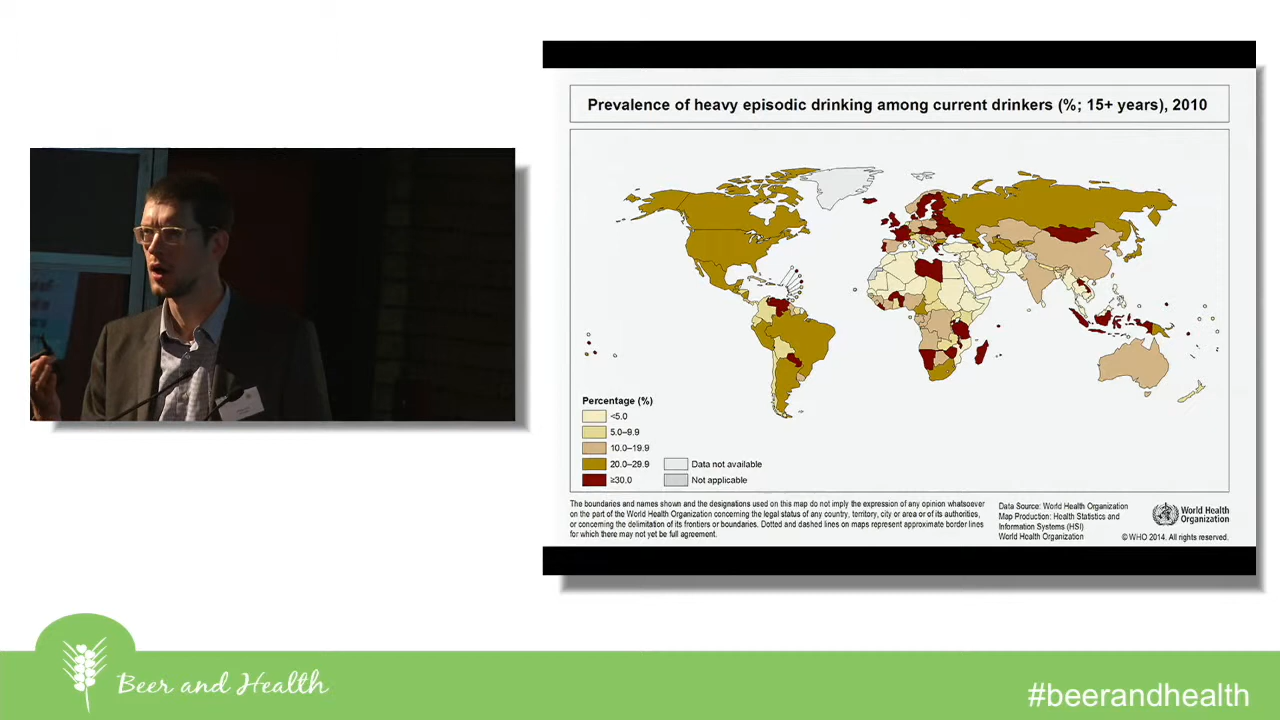 Prevalence of heavy episodic drinking among current drinkers (%; 15+ years), 2010
Percentage (%)
<5.0
5.0–9.9
10.0–19.9
20.0–29.9
≥30.0
Data not available
Not applicable
The boundaries and names shown and the designations used on this map do not imply the expression of any opinion whatsoever
on the part of the World Health Organization concerning the legal status of any country, territory, city or area or of its authorities,
or concerning the delimitation of its frontiers or boundaries. Dotted and dashed lines on maps represent approximate border lines
for which there may not yet be full agreement.
Data Source: World Health Organization
Map Production: Health Statistics and
Information Systems (HSI)
World Health Organization
World Health
Organization
© WHO 2014. All rights reserved.
Beer and Health
#beerandhealth